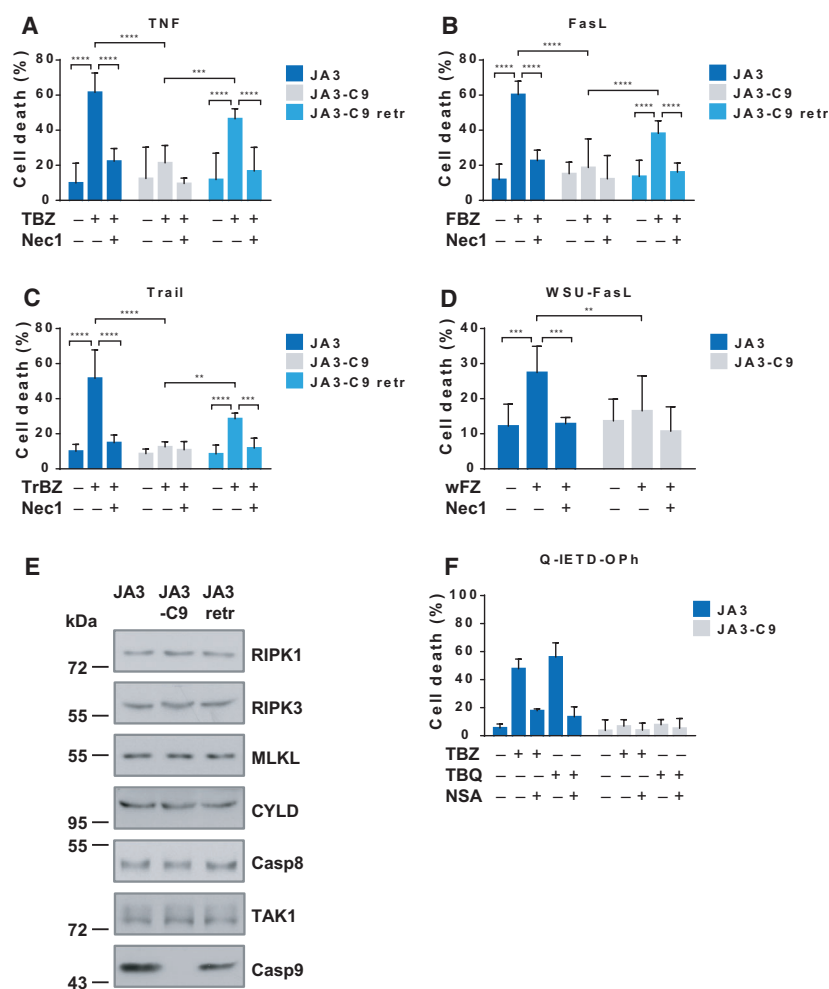 A
TNF
Cell death (%)
80
60
40
20
0
**** **** **** *** **** ****
JA3
JA3-C9
JA3-C9 retr
TBZ – + + – + + – + +
Nec1 – – + – – + – – +
B
FasL
Cell death (%)
80
60
40
20
0
**** **** **** **** **** ****
JA3
JA3-C9
JA3-C9 retr
FBZ – + + – + + – + +
Nec1 – – + – – + – – +
C
Trail
Cell death (%)
80
60
40
20
0
**** **** **** ** **** ***
JA3
JA3-C9
JA3-C9 retr
TrBZ – + + – + + – + +
Nec1 – – + – – + – – +
D
WSU-FasL
Cell death (%)
40
30
20
10
0
*** *** **
JA3
JA3-C9
wFZ – + + – + +
Nec1 – – + – – +
E
JA3 JA3 JA3
-C9 retr
kDa
72 RIPK1
55 RIPK3
55 MLKL
95 CYLD
55 Casp8
72 TAK1
43 Casp9
F
Q-IETD-OPh
Cell death (%)
100
80
60
40
20
0
JA3
JA3-C9
TBZ – + + – – – + + – –
TBQ – – – + + – – – + +
NSA – – + – + – – + – +